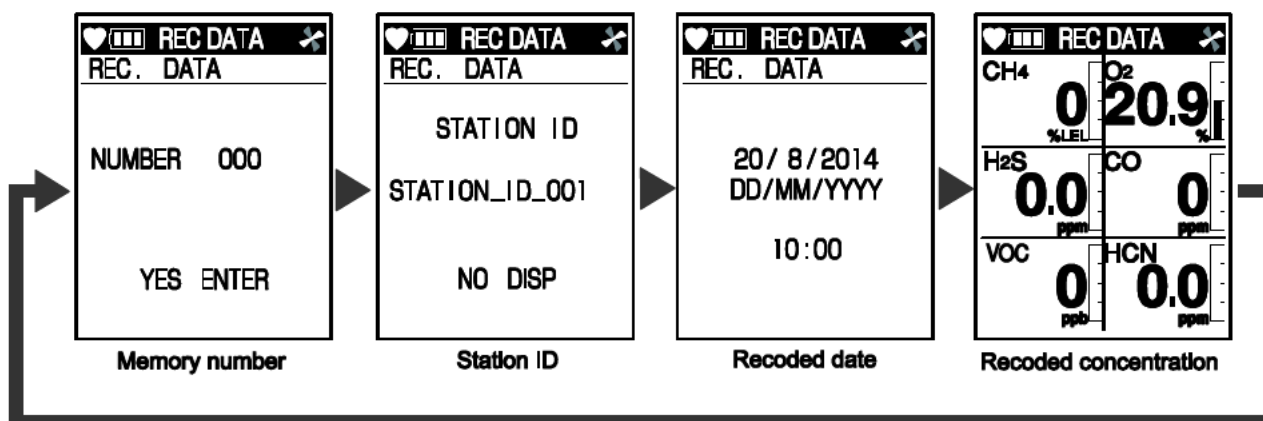 REC DATA
REC. DATA
NUMBER 000
YES ENTER
Memory number
REC DATA
REC. DATA
STATION ID
STATION_ID_001
NO DISP
Station ID
REC DATA
REC. DATA
20/ 8/2014
DD/MM/YYYY
10:00
Recoded date
REC DATA
CH4 O2
0 20.9
%LEL %
H2S CO
0.0 0
ppm ppm
VOC HCN
0 0.0
ppb ppm
Recoded concentration